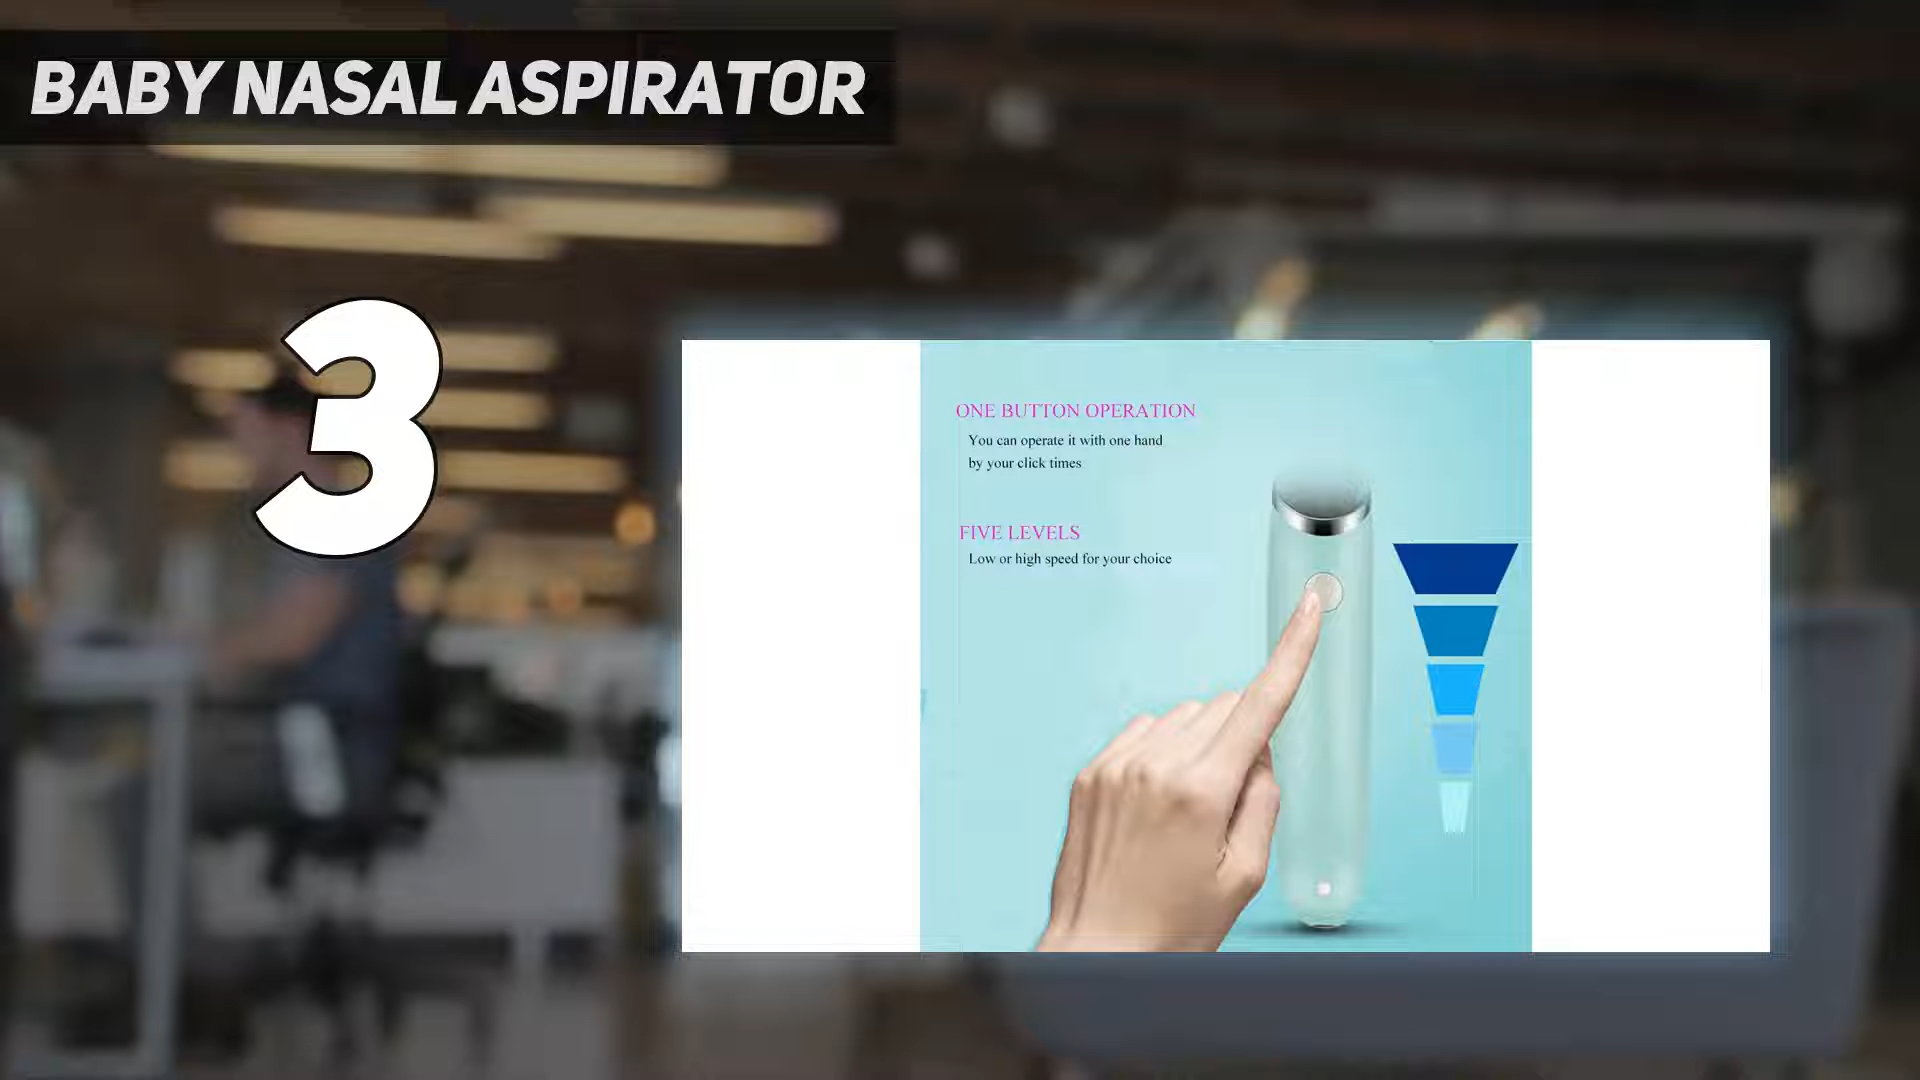 BABY NASAL ASPIRATOR
3
ONE BUTTON OPERATION
You can operate it with one hand
by your click times
FIVE LEVELS
Low or high speed for your choice